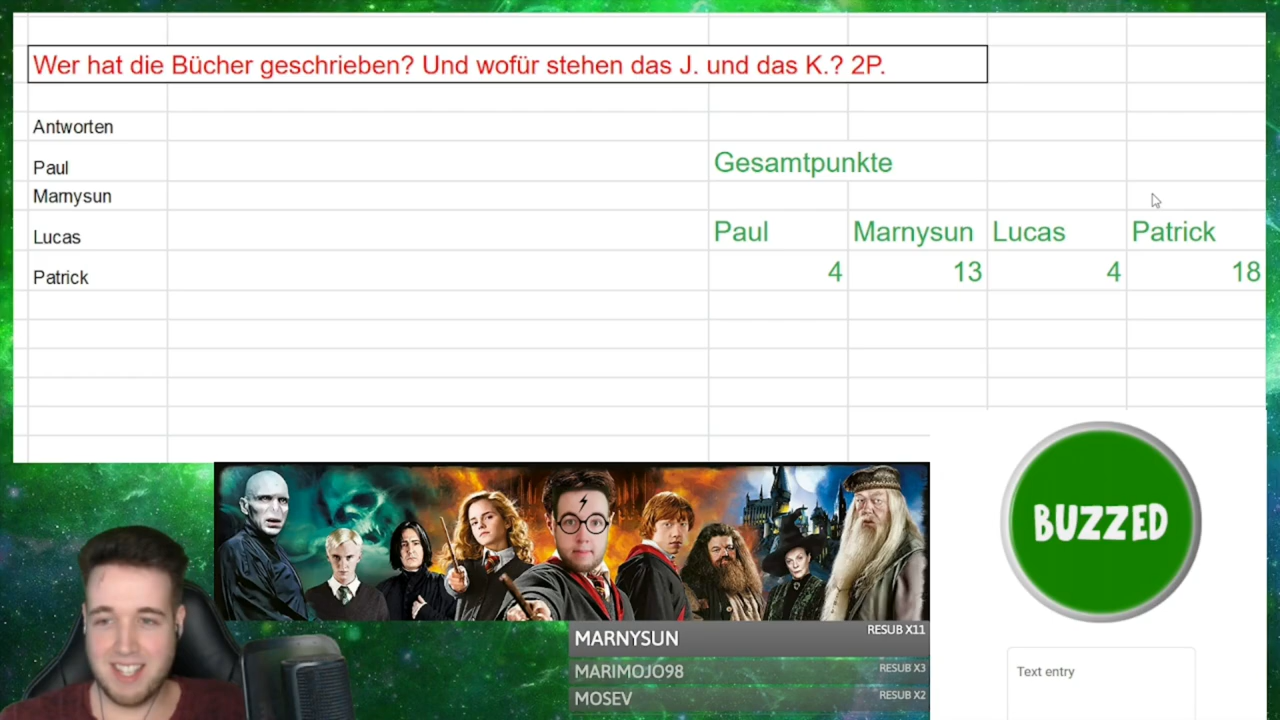 Wer hat die Bücher geschrieben? Und wofür stehen das J. und das K.? 2P.
Antworten
Paul
Marnysun
Lucas
Patrick
Gesamtpunkte
Paul Marnysun Lucas Patrick
4 13 4 18
BUZZED
MARNYSUN RESUB X11
MARIMOJO98 RESUB X3
MOSEV RESUB X2
Text entry